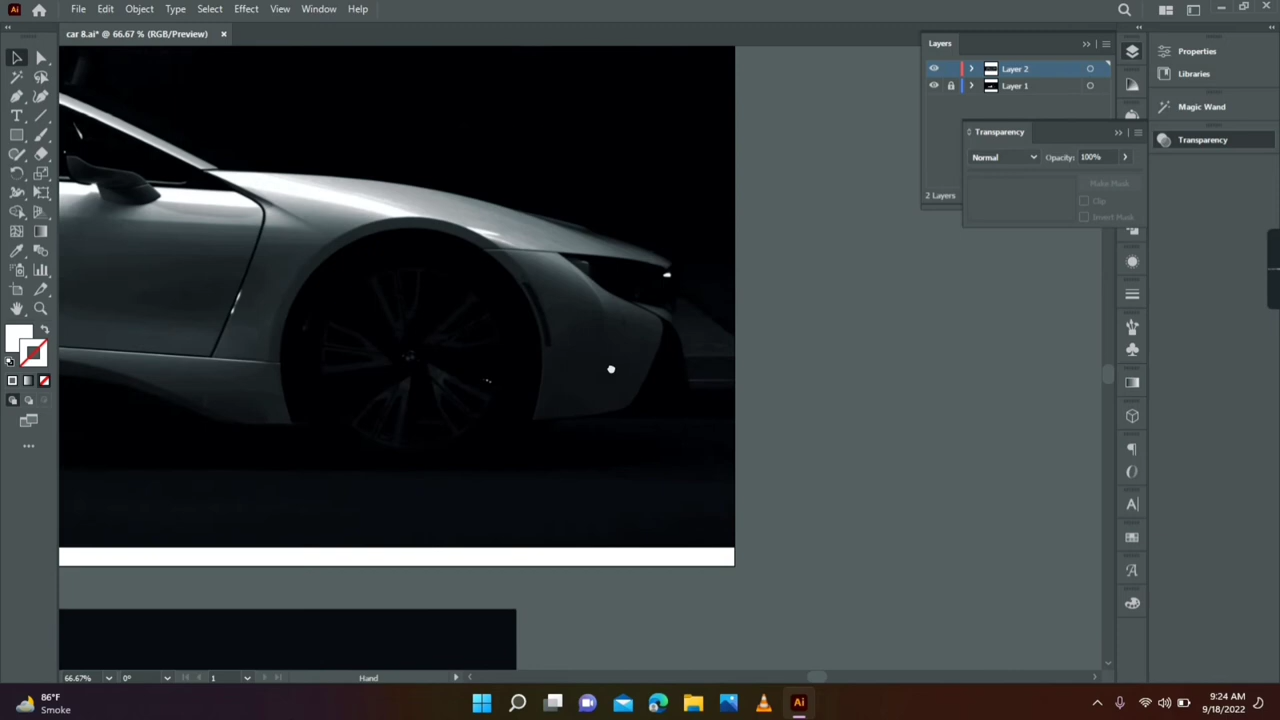 Ai File Edit Object Type Select Effect View Window Help
car 8.ai* @ 66.67 % (RGB/Preview)
Layers
Layer 2
Layer 1
2 Layers
Transparency
Normal Opacity: 100%
Make Mask
Clip
Invert Mask
Properties
Libraries
Magic Wand
Transparency
66.67% 0° 1 Hand
86°F
Smoke
Ai
9:24 AM
9/18/2022